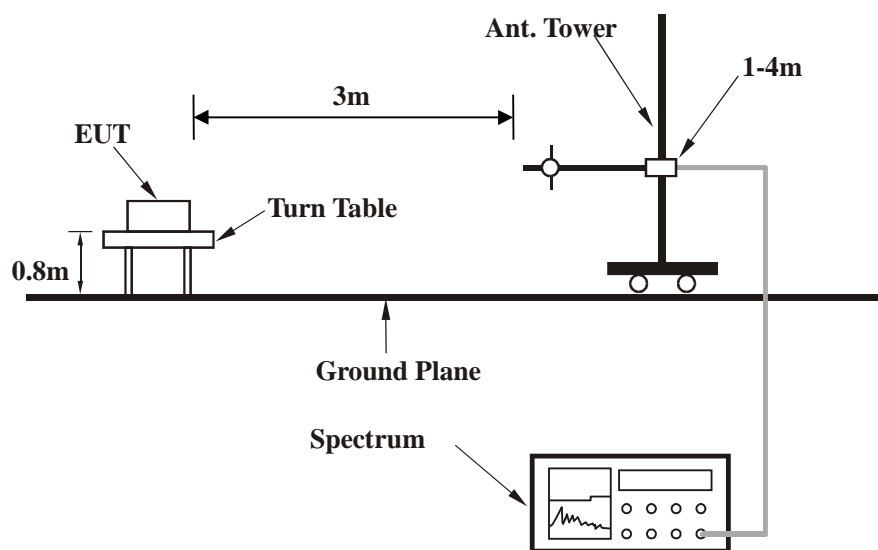 Ant. Tower
1-4m
3m
EUT
Turn Table
0.8m
Ground Plane
Spectrum